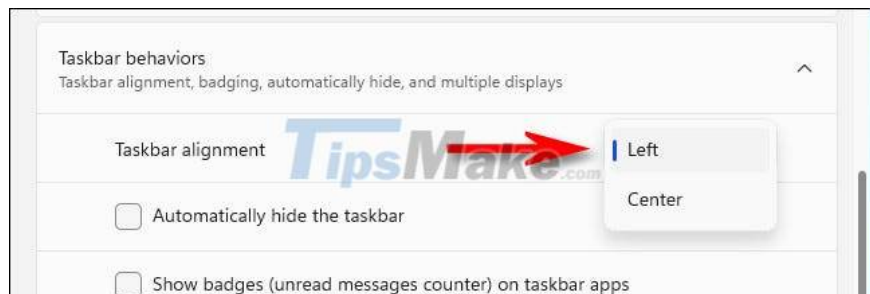 Taskbar behaviors
Taskbar alignment, badging, automatically hide, and multiple displays
Taskbar alignment
TipsMake.com
Left
Center
Automatically hide the taskbar
Show badges (unread messages counter) on taskbar apps